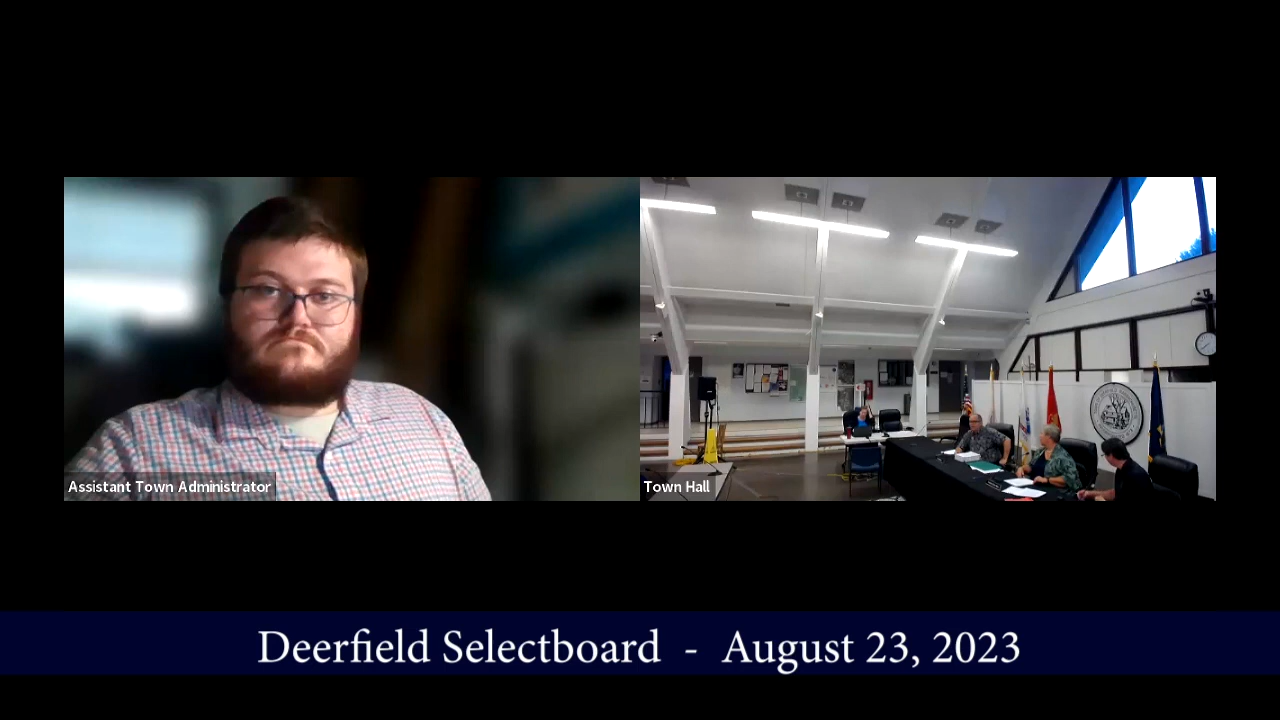 Assistant Town Administrator
Town Hall
Deerfield Selectboard - August 23, 2023